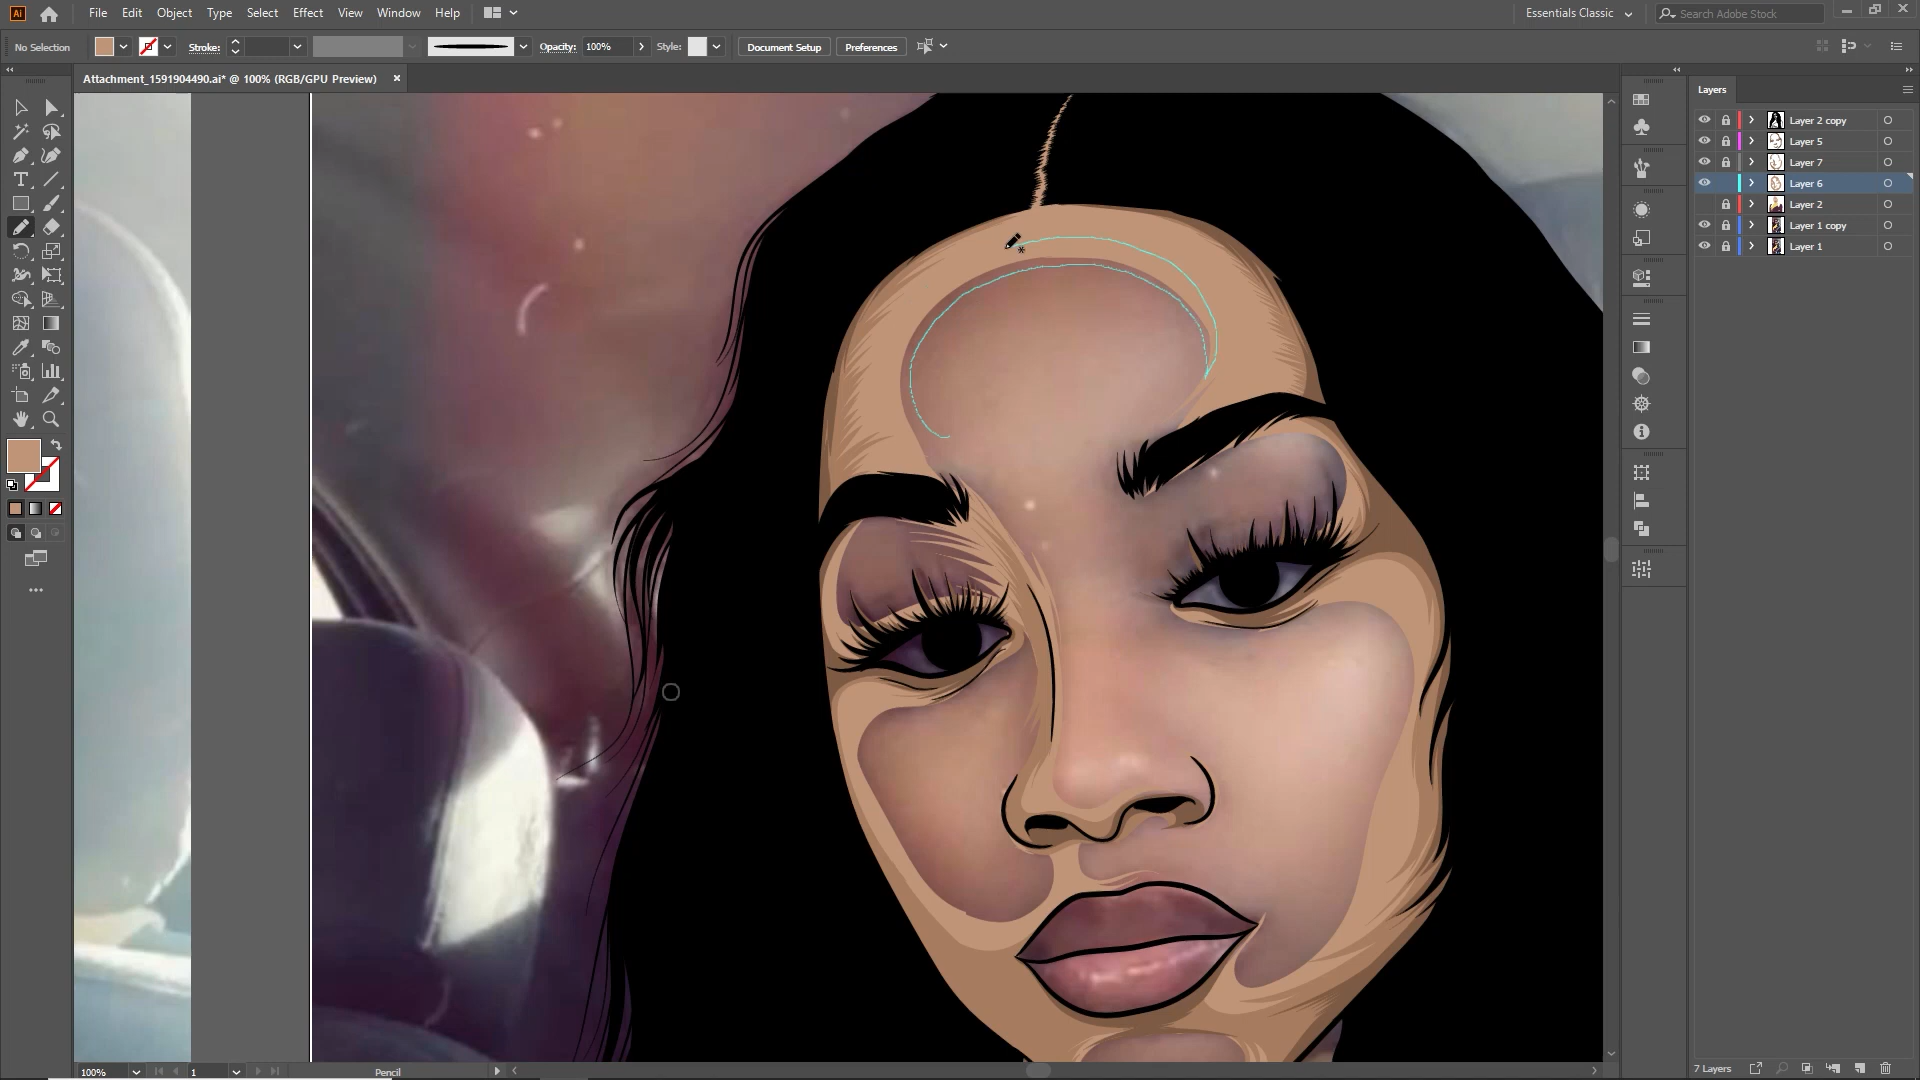 Ai File Edit Object Type Select Effect View Window Help Essentials Classic Search Adobe Stock
No Selection Stroke: Opacity: 100% Style: Document Setup Preferences
Attachment_1591904490.ai* @ 100% (RGB/GPU Preview) ×
Layers
Layer 2 copy
Layer 5
Layer 7
Layer 6
Layer 2
Layer 1 copy
Layer 1
100% 1 Pencil 7 Layers